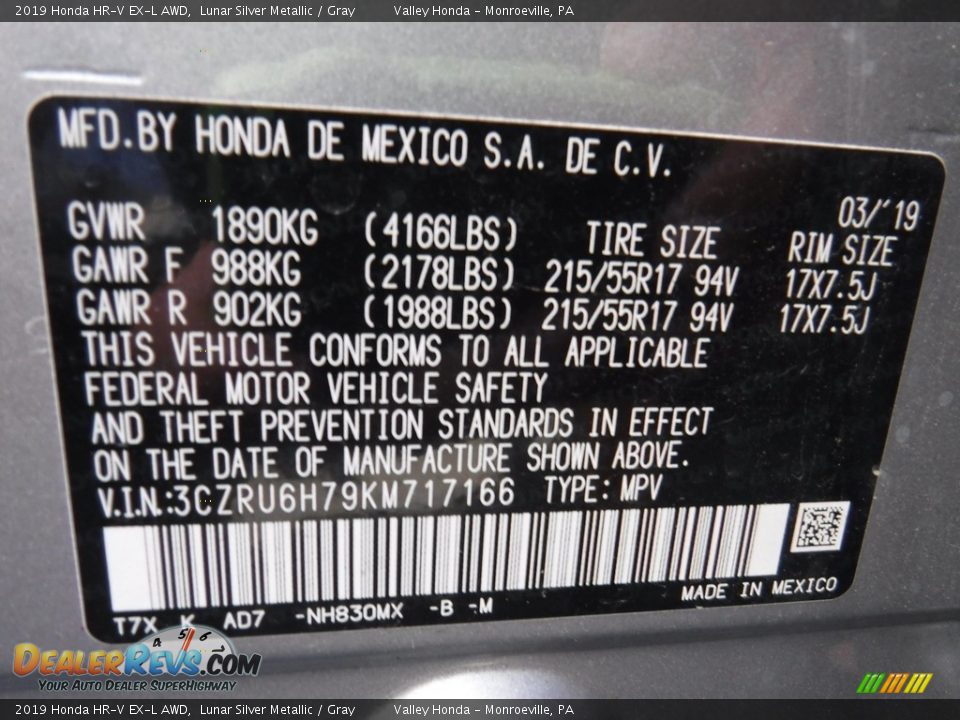 2019 Honda HR-V EX-L AWD, Lunar Silver Metallic / Gray Valley Honda - Monroeville, PA
MFD.BY HONDA DE MEXICO S.A. DE C.V.
03/'19
GVWR 1890KG (4166LBS) TIRE SIZE RIM SIZE
GAWR F 988KG (2178LBS) 215/55R17 94V 17X7.5J
GAWR R 902KG (1988LBS) 215/55R17 94V 17X7.5J
THIS VEHICLE CONFORMS TO ALL APPLICABLE
FEDERAL MOTOR VEHICLE SAFETY
AND THEFT PREVENTION STANDARDS IN EFFECT
ON THE DATE OF MANUFACTURE SHOWN ABOVE.
V.I.N.:3CZRU6H79KM717166 TYPE: MPV
MADE IN MEXICO
T7X K AD7 -NH830MX -B -M
4 5 6
DEALERREVS.COM
YOUR AUTO DEALER SUPERHIGHWAY
2019 Honda HR-V EX-L AWD, Lunar Silver Metallic / Gray Valley Honda - Monroeville, PA